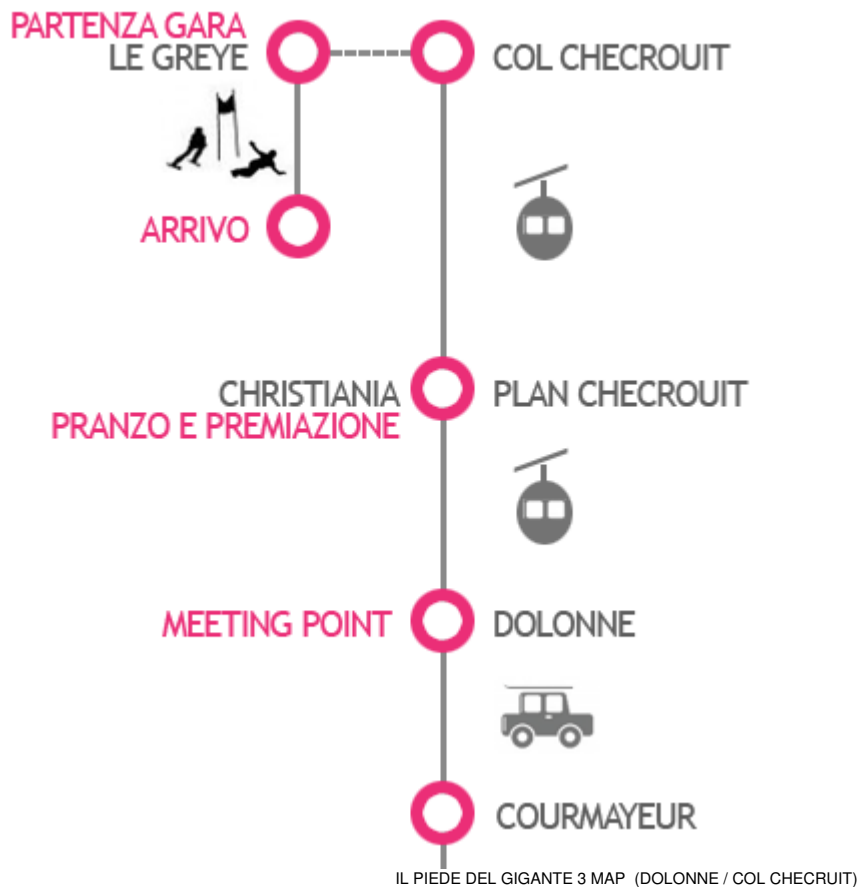 PARTENZA GARA
LE GREYE
COL CHECROUIT
ARRIVO
CHRISTIANIA
PLAN CHECROUIT
PRANZO E PREMIAZIONE
MEETING POINT
DOLONNE
COURMAYEUR
IL PIEDE DEL GIGANTE 3 MAP (DOLONNE / COL CHECRUIT)